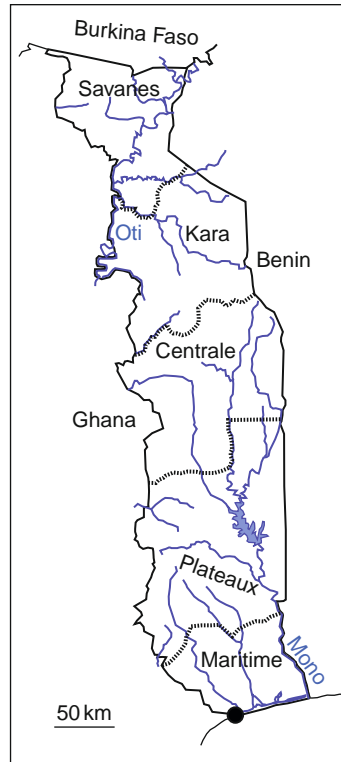 Burkina Faso
Savanes
Oti
Kara
Benin
Centrale
Ghana
Plateaux
Mono
Maritime
50 km